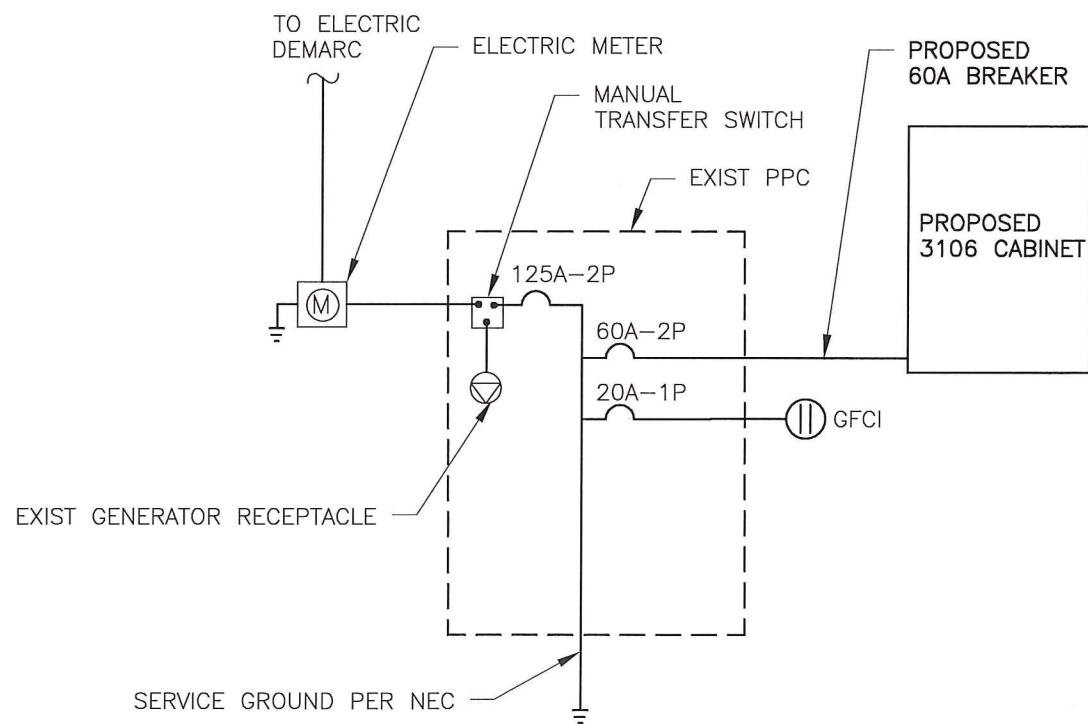 TO ELECTRIC
DEMARC
ELECTRIC METER
PROPOSED
60A BREAKER
MANUAL
TRANSFER SWITCH
EXIST PPC
PROPOSED
3106 CABINET
125A-2P
M
60A-2P
20A-1P
GFCI
EXIST GENERATOR RECEPTACLE
SERVICE GROUND PER NEC